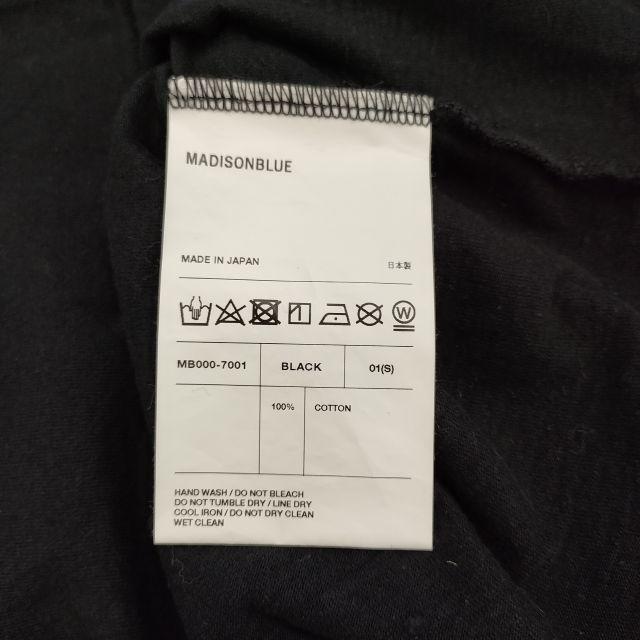 MADISONBLUE
MADE IN JAPAN 日本製
W
MB000-7001 BLACK 01(S)
100% COTTON
HAND WASH / DO NOT BLEACH
DO NOT TUMBLE DRY / LINE DRY
COOL IRON / DO NOT DRY CLEAN
WET CLEAN